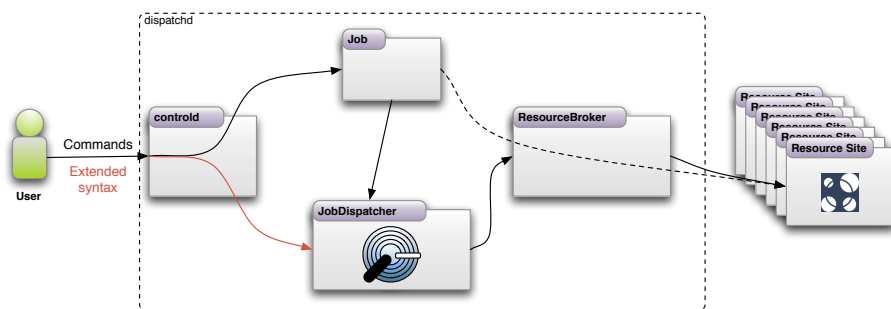 dispatchd
Job
controld
ResourceBroker
Commands
Extended
syntax
User
JobDispatcher
Resource Site
Resource Site
Resource Site
Resource Site
Resource Site
Resource Site